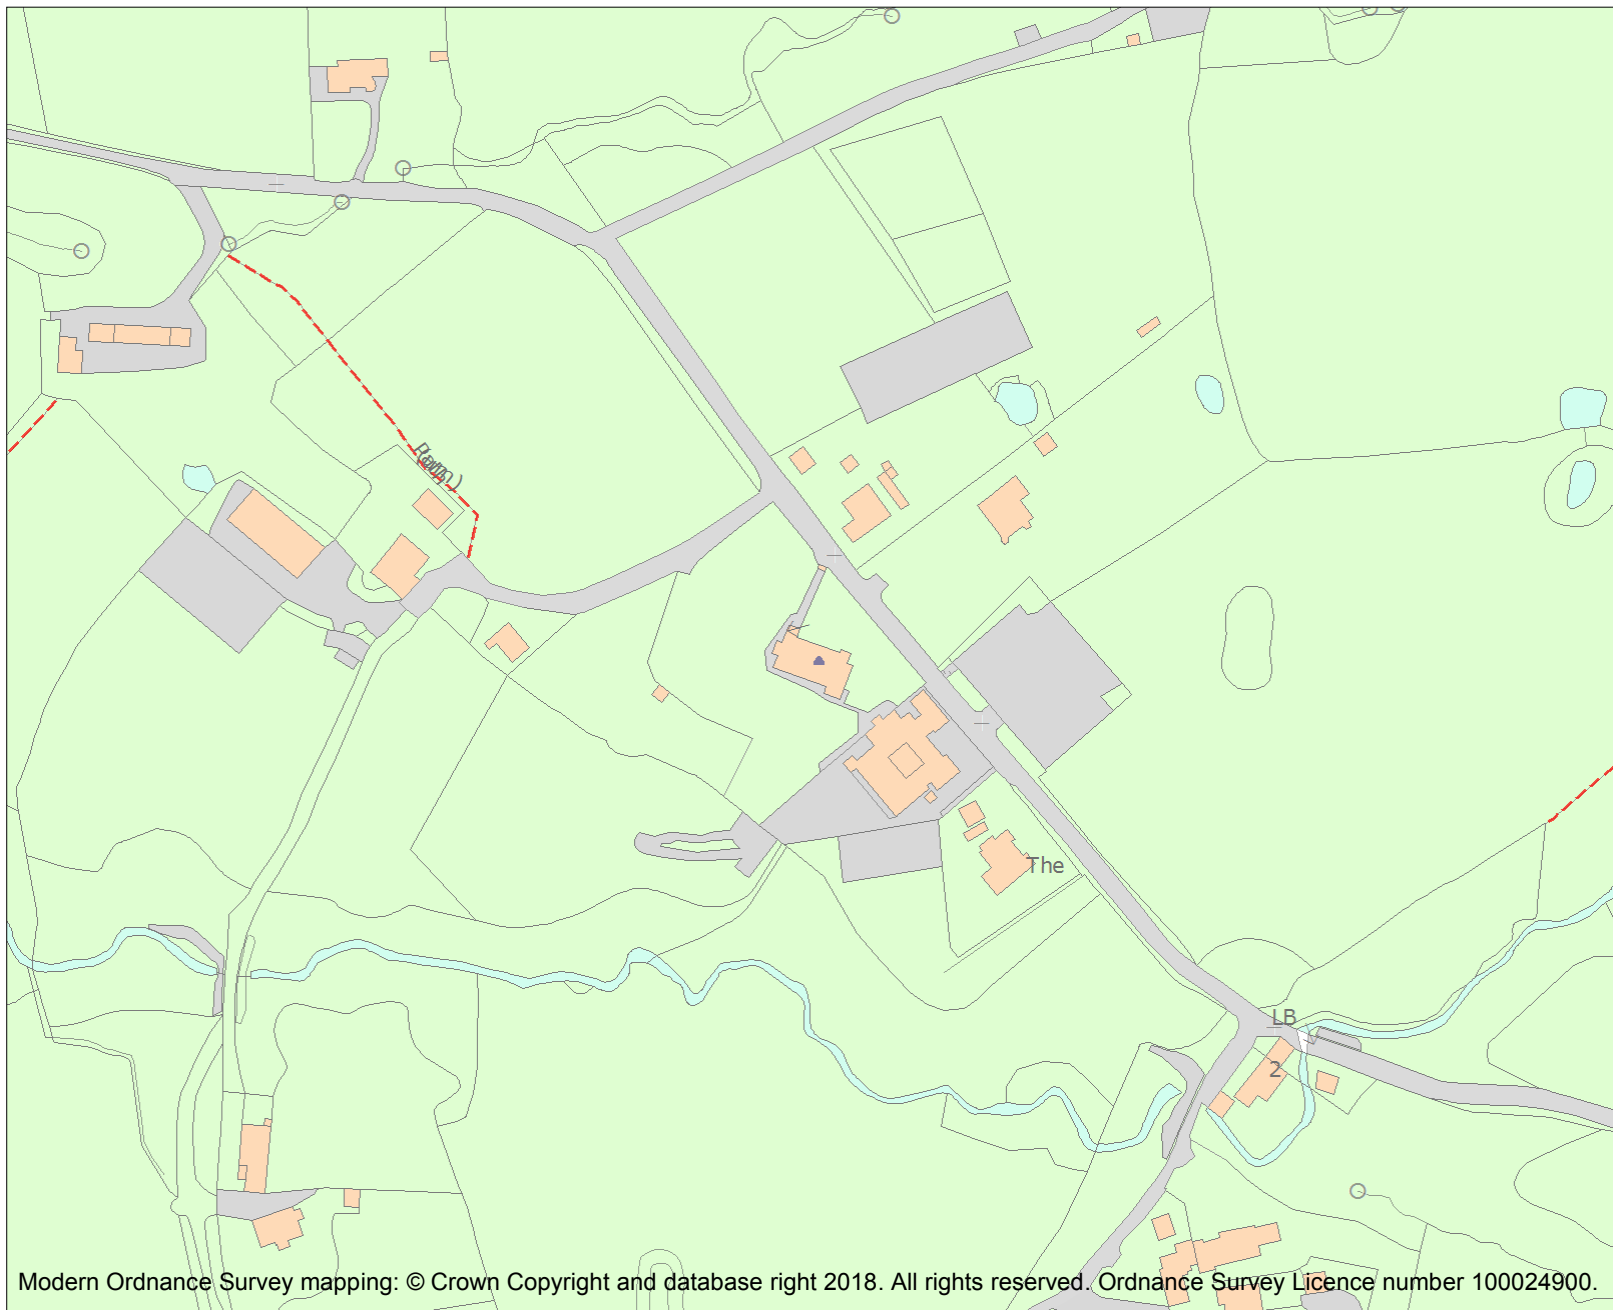 The
LB
2
Modern Ordnance Survey mapping: © Crown Copyright and database right 2018. All rights reserved. Ordnance Survey Licence number 100024900.